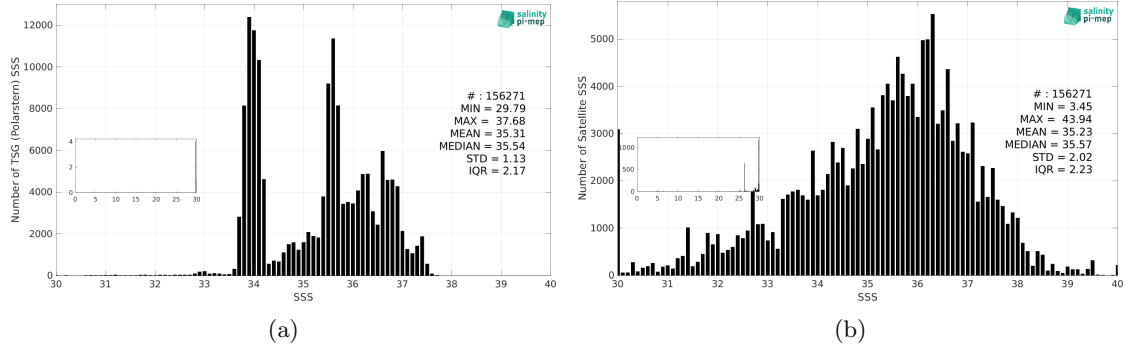 12000
10000
8000
6000
4000
2000
0
Number of TSG (Polarstern) SSS
salinity
pi-mep
# : 156271
MIN = 29.79
MAX = 37.68
MEAN = 35.31
MEDIAN = 35.54
STD = 1.13
IQR = 2.17
4
2
0
0 5 10 15 20 25 30
30 31 32 33 34 35 36 37 38 39 40
SSS
(a)
5000
4000
3000
2000
1000
0
Number of Satellite SSS
salinity
pi-mep
# : 156271
MIN = 3.45
MAX = 43.94
MEAN = 35.23
MEDIAN = 35.57
STD = 2.02
IQR = 2.23
1000
500
0
0 5 10 15 20 25 30
30 31 32 33 34 35 36 37 38 39 40
SSS
(b)